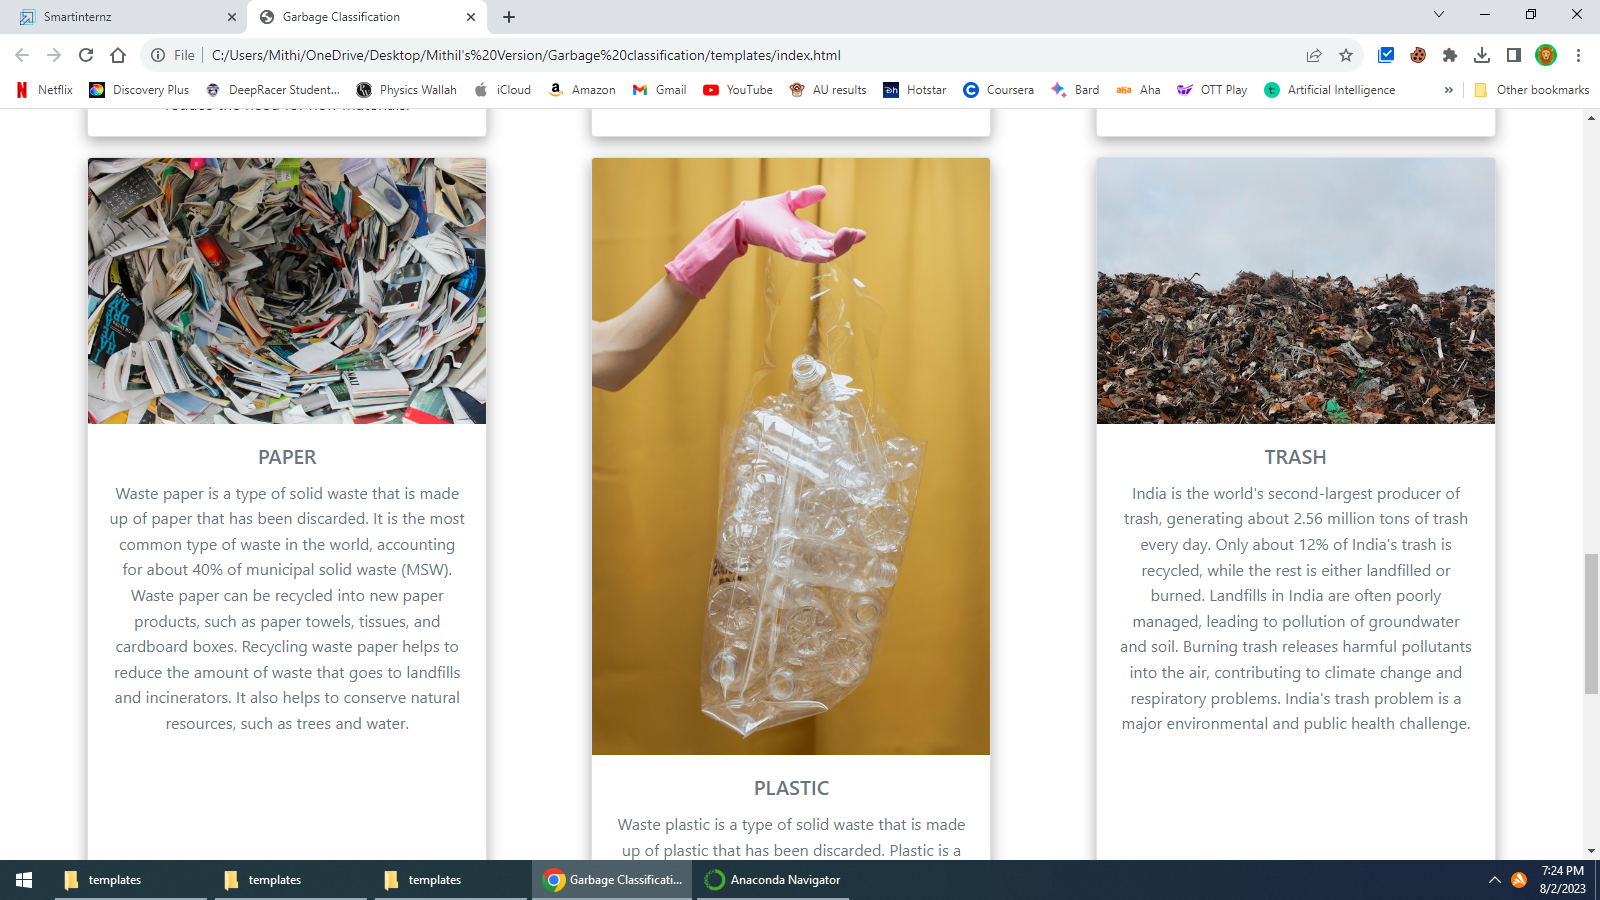 Smartinternz
Garbage Classification
File
C:/Users/Mithi/OneDrive/Desktop/Mithil's%20Version/Garbage%20classification/templates/index.html
Netflix
Discovery Plus
DeepRacer Student...
Physics Wallah
iCloud
Amazon
Gmail
YouTube
AU results
Hotstar
Coursera
Bard
Aha
OTT Play
Artificial Intelligence
»
Other bookmarks
reduce the need for new materials.
PAPER
Waste paper is a type of solid waste that is made
up of paper that has been discarded. It is the most
common type of waste in the world, accounting
for about 40% of municipal solid waste (MSW).
Waste paper can be recycled into new paper
products, such as paper towels, tissues, and
cardboard boxes. Recycling waste paper helps to
reduce the amount of waste that goes to landfills
and incinerators. It also helps to conserve natural
resources, such as trees and water.
PLASTIC
Waste plastic is a type of solid waste that is made
up of plastic that has been discarded. Plastic is a
TRASH
India is the world's second-largest producer of
trash, generating about 2.56 million tons of trash
every day. Only about 12% of India's trash is
recycled, while the rest is either landfilled or
burned. Landfills in India are often poorly
managed, leading to pollution of groundwater
and soil. Burning trash releases harmful pollutants
into the air, contributing to climate change and
respiratory problems. India's trash problem is a
major environmental and public health challenge.
templates
templates
templates
Garbage Classificati...
Anaconda Navigator
7:24 PM
8/2/2023